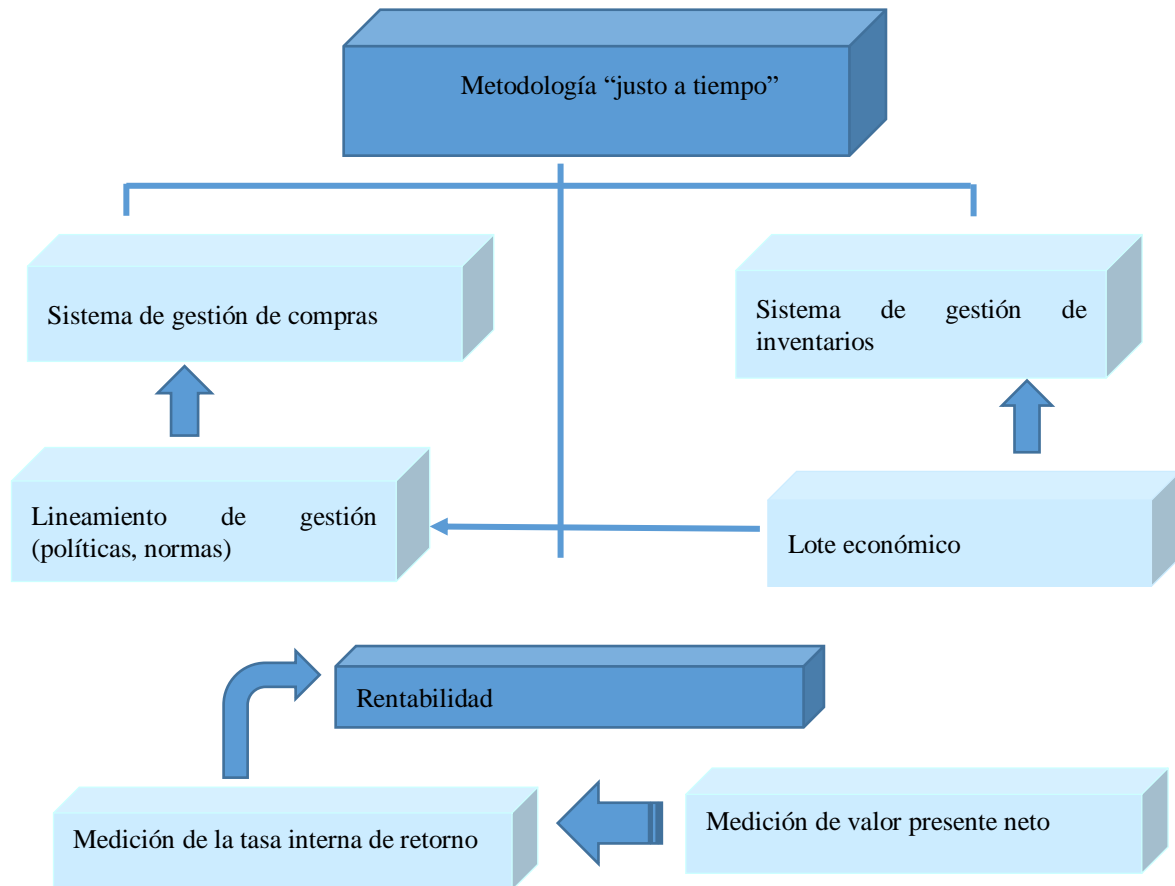 Metodología “justo a tiempo”
Sistema de gestión de compras
Sistema de gestión de
inventarios
Lineamiento de gestión
(políticas, normas)
Lote económico
Rentabilidad
Medición de la tasa interna de retorno
Medición de valor presente neto